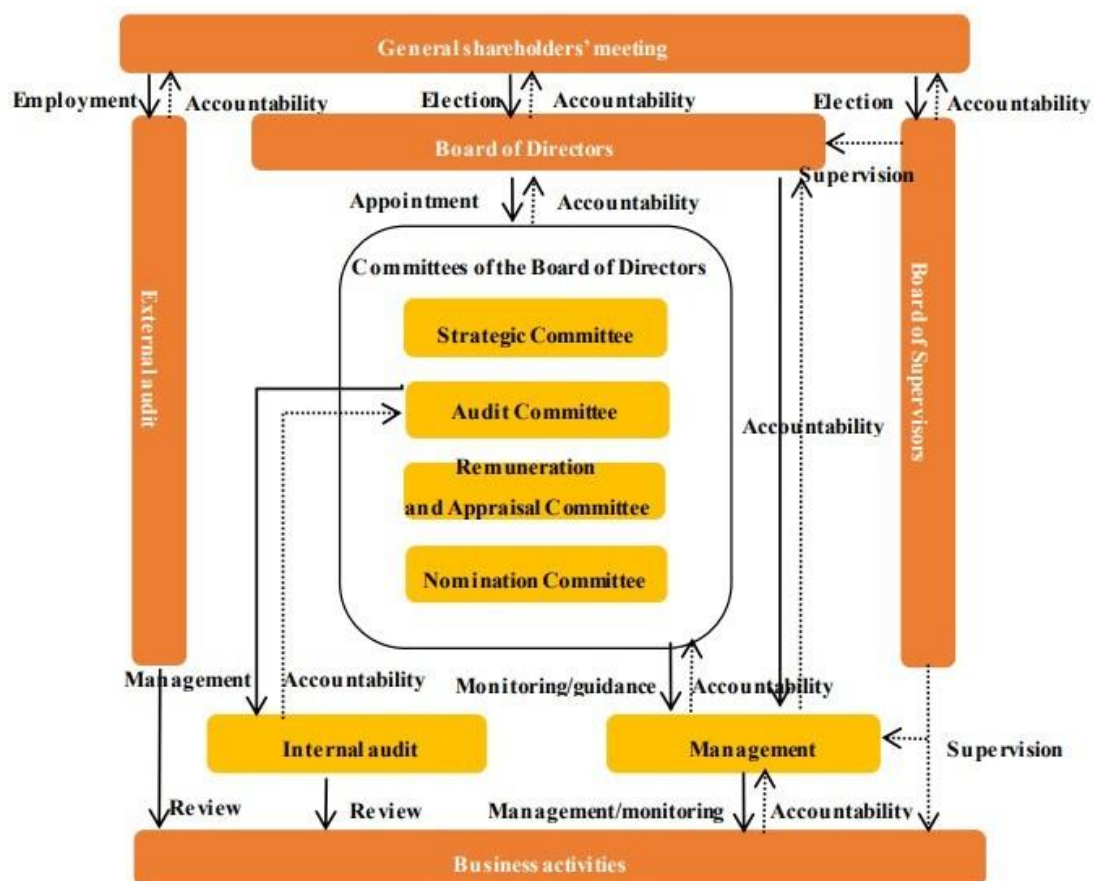 General shareholders' meeting
Employment
Accountability
Election
Accountability
Election
Accountability
Board of Directors
Supervision
Appointment
Accountability
External audit
Committees of the Board of Directors
Board of Supervisors
Strategic Committee
Audit Committee
Accountability
Remuneration
and Appraisal Committee
Nomination Committee
Management
Accountability
Monitoring/guidance
Accountability
Internal audit
Management
Supervision
Review
Review
Management/monitoring
Accountability
Business activities